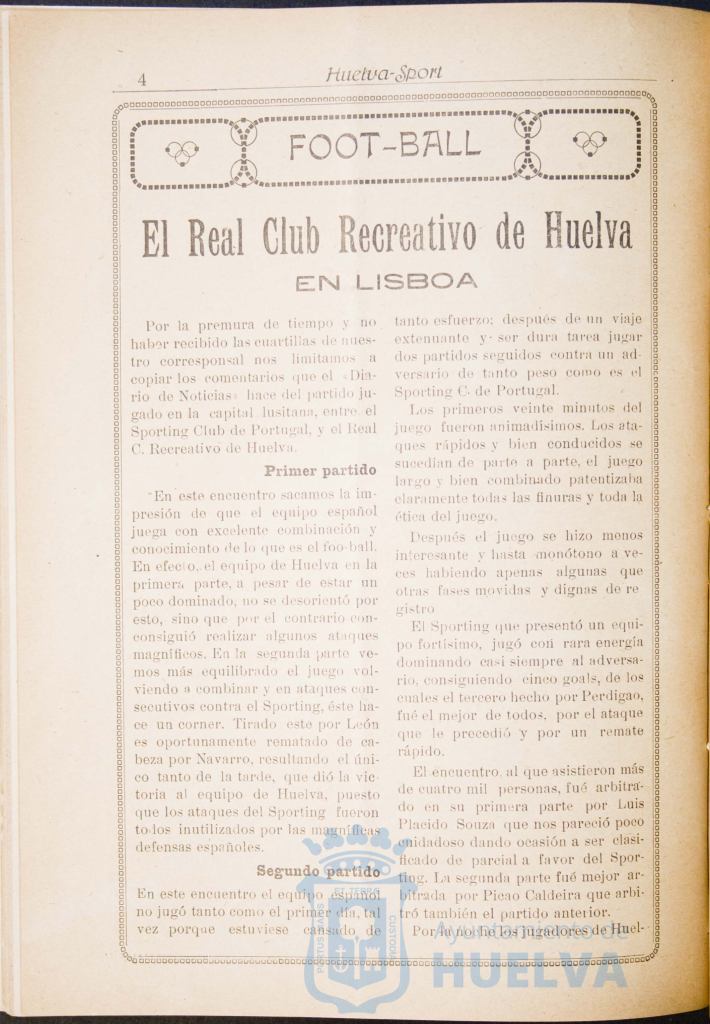 4
Huelva-Sport
FOOT-BALL
El Real Club Recreativo de Huelva
EN LISBOA
Por la premura de tiempo y no
haber recibido las cuartillas de nues-
tro corresponsal nos limitamos a
copiar los comentarios que el «Dia-
rio de Noticias» hace del partido ju-
gado en la capital lusitana, entre el
Sporting Club de Portugal, y el Real
C. Recreativo de Huelva.
Primer partido
"En este encuentro sacamos la im-
presión de que el equipo español
juega con excelente combinación y
conocimiento de lo que es el foo-ball.
En efecto, el equipo de Huelva en la
primera parte, a pesar de estar un
poco dominado, no se desorientó por
esto, sino que por el contrario con-
consiguió realizar algunos ataques
magníficos. En la segunda parte ve-
mos más equilibrado el juego vol-
viendo a combinar y en ataques con-
secutivos contra el Sporting, éste ha-
ce un corner. Tirado este por León
es oportunamente rematado de ca-
beza por Navarro, resultando el úni-
co tanto de la tarde, que dió la vic-
toria al equipo de Huelva, puesto
que los ataques del Sporting fueron
todos inutilizados por las magníficas
defensas españoles.
Segundo partido
En este encuentro el equipo español
no jugó tanto como el primer día, tal
vez porque estuviese cansado de
tanto esfuerzo; después de un viaje
extenuante y ser dura tarea jugar
dos partidos seguidos contra un ad-
versario de tanto peso como es el
Sporting C. de Portugal.
Los primeros veinte minutos del
juego fueron animadísimos. Los ata-
ques rápidos y bien conducidos se
sucedían de parte a parte, el juego
largo y bien combinado patentizaba
claramente todas las finuras y toda la
ética del juego.
Después el juego se hizo menos
interesante y hasta monótono a ve-
ces habiendo apenas algunas que
otras fases movidas y dignas de re
gistro
El Sporting que presentó un equi-
po fortísimo, jugó con rara energía
dominando casi siempre al adversa-
rio, consiguiendo cinco goals, de los
cuales el tercero hecho por Perdigao,
fué el mejor de todos, por el ataque
que le precedió y por un remate
rápido.
El encuentro, al que asistieron más
de cuatro mil personas, fué arbitra-
do en su primera parte por Luis
Placido Souza que nos pareció poco
cuidadoso dando ocasión a ser clasi-
ficado de parcial a favor del Spor-
ting. La segunda parte fué mejor ar-
bitrada por Picao Caldeira que arbi-
tró también el partido anterior.
Por la noche los jugadores de Huel-
PORTUS MARIS ET TERRE CUSTODIA
Ayuntamiento de
HUELVA